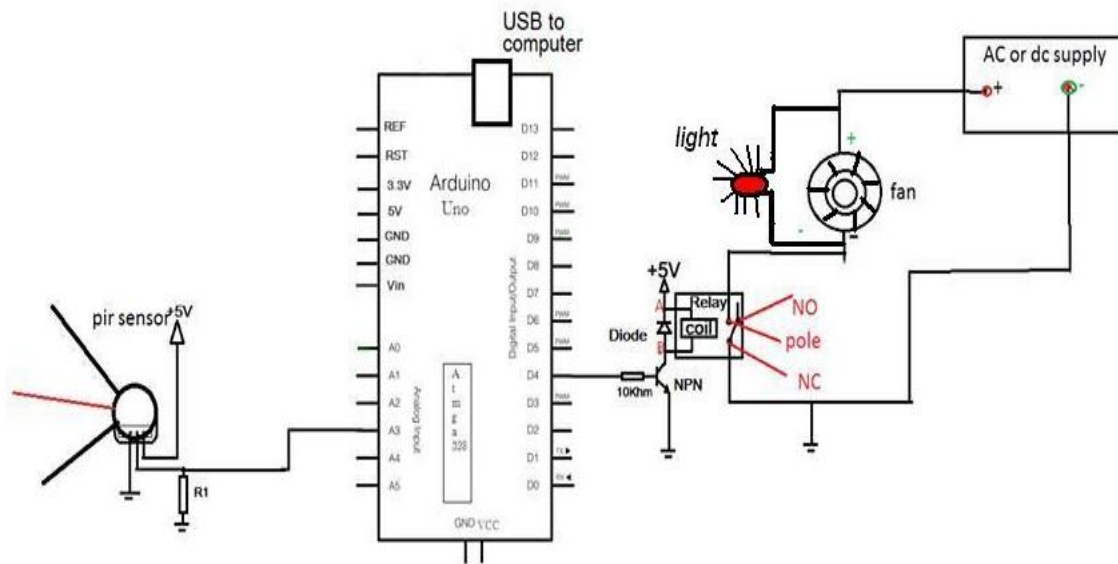 USB to
computer
AC or dc supply
+
-
light
+
-
-
fan
REF
RST
3.3V
5V
GND
GND
Vin
A0
A1
A2
A3
A4
A5
Analog Input
Arduino
Uno
A
t
m
g
a
328
GND VCC
D13
D12
D11
PWM
D10
PWM
D9
PWM
D8
D7
D6
PWM
D5
PWM
D4
D3
PWM
D2
D1
TX
D0
RX
Digital Input/Output
pir sensor
+5V
R1
+5V
A
Relay
coil
Diode
B
10Khm
NPN
NO
pole
NC